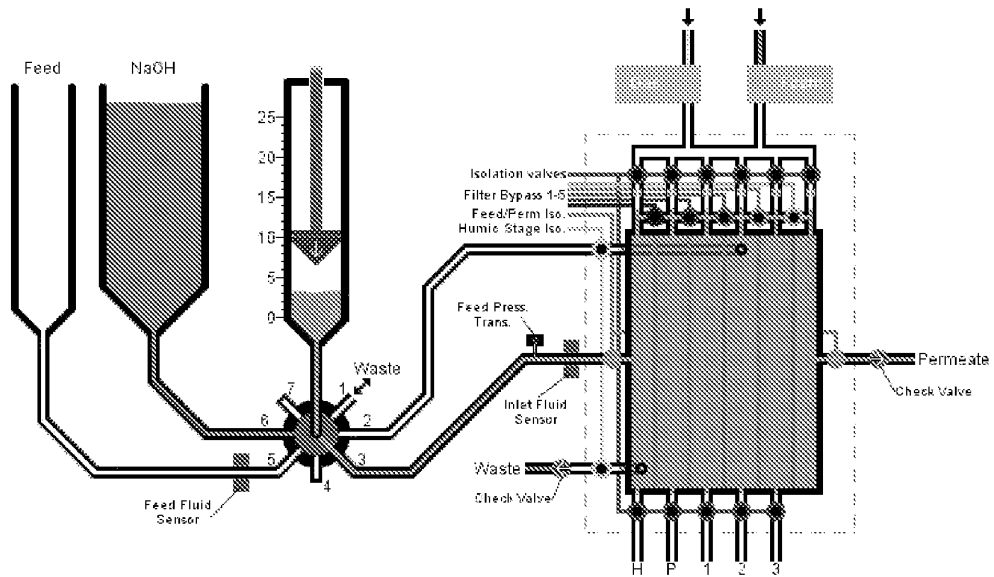 Feed
NaOH
25
20
15
10
5
0
Isolation valves
Filter Bypass 1-5
Feed/Perm Iso.
Humic Stage Iso.
Feed Press.
Trans.
Waste
7
1
6
2
5
3
4
Inlet Fluid
Sensor
Permeate
Check Valve
Waste
Check Valve
Feed Fluid
Sensor
H
P
1
2
3